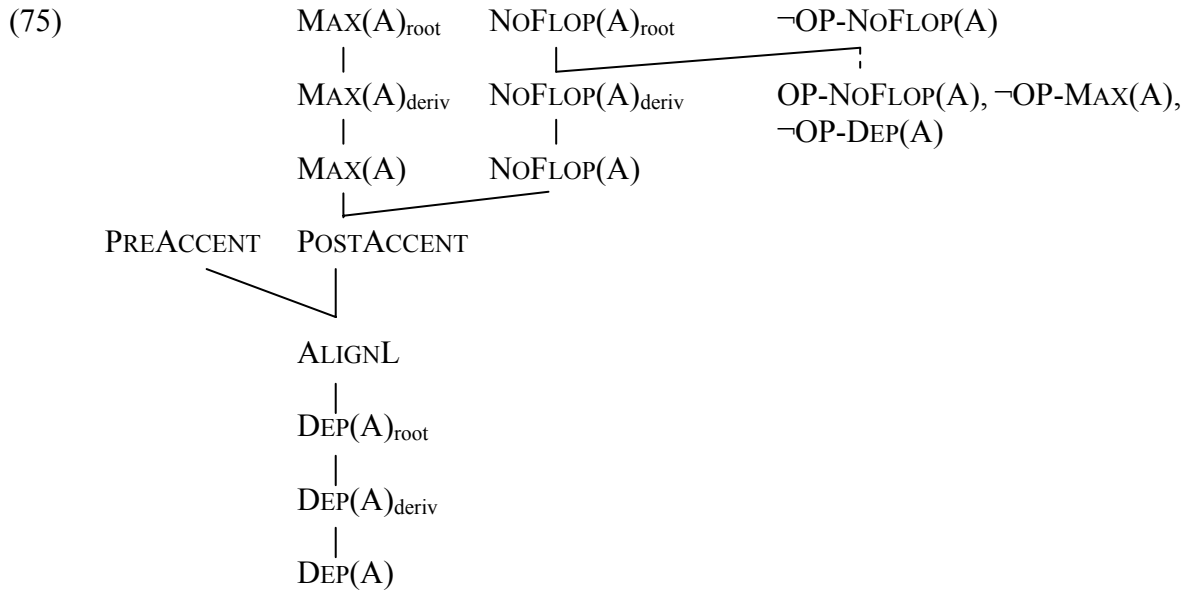 (75) MAX(A)root NOFLOP(A)root ¬OP-NOFLOP(A)
MAX(A)deriv NOFLOP(A)deriv OP-NOFLOP(A), ¬OP-MAX(A),
¬OP-DEP(A)
MAX(A) NOFLOP(A)
PREACCENT POSTACCENT
ALIGNL
DEP(A)root
DEP(A)deriv
DEP(A)